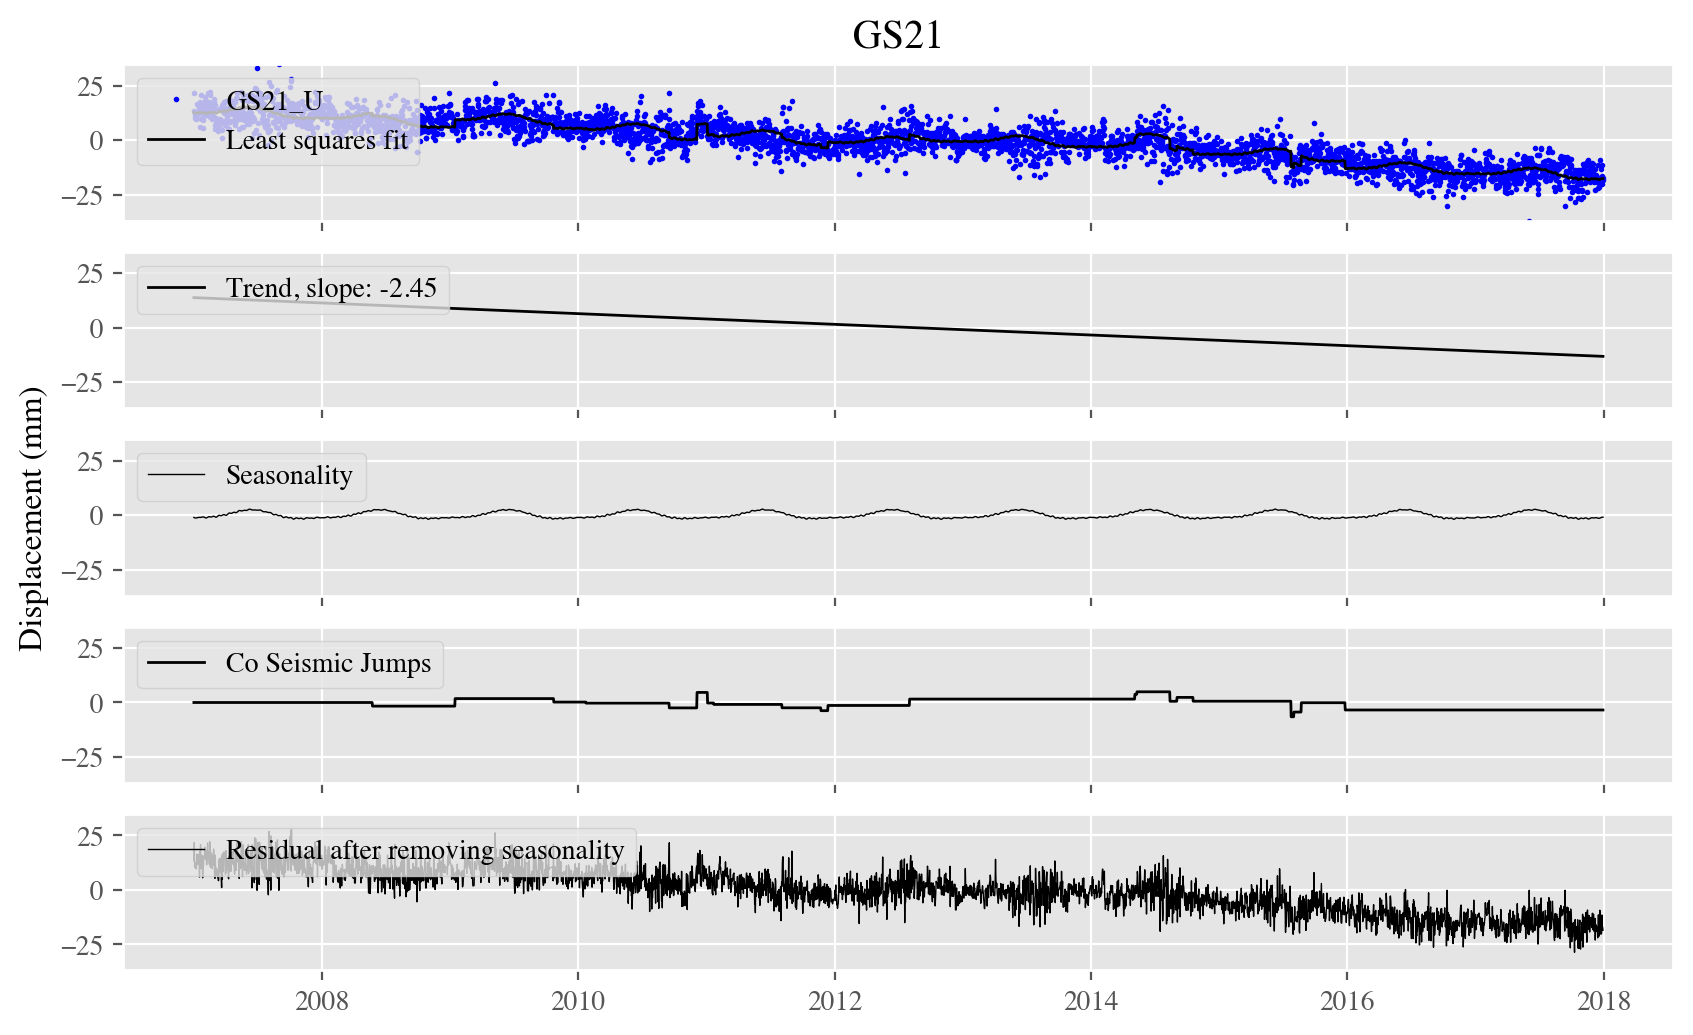 GS21
25
0
−25
GS21_U
Least squares fit
25
0
−25
Trend, slope: -2.45
25
0
−25
Seasonality
25
0
−25
Co Seismic Jumps
25
0
−25
Residual after removing seasonality
Displacement (mm)
2008 2010 2012 2014 2016 2018